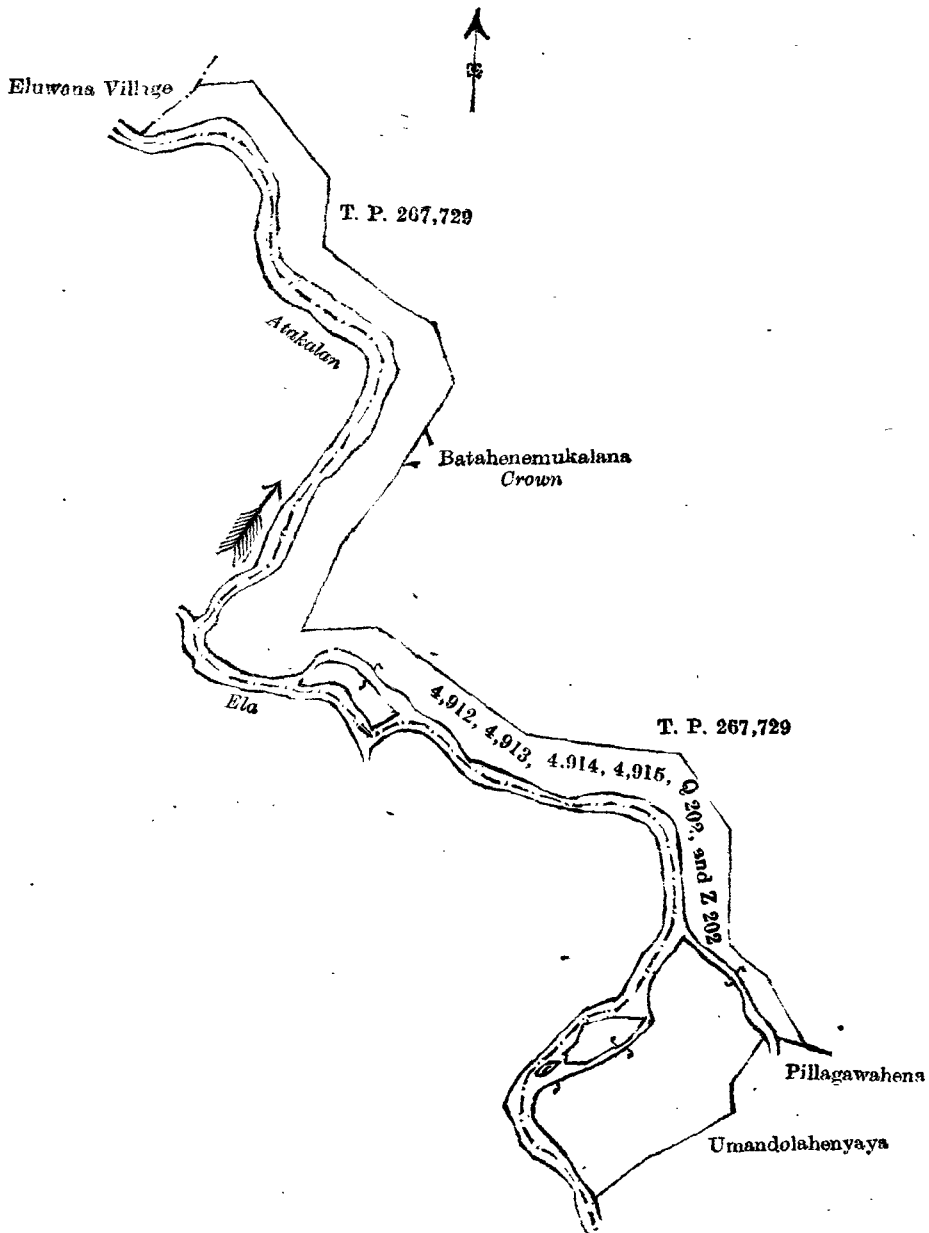 Eluwana Village
T. P. 267,729
Atakalan
Batahenemukalana
Crown
Ela
4,912, 4,913, 4.914, 4,915, Q 202, and Z 202
T. P. 267,729
Pillagawahena
Umandolahenyaya